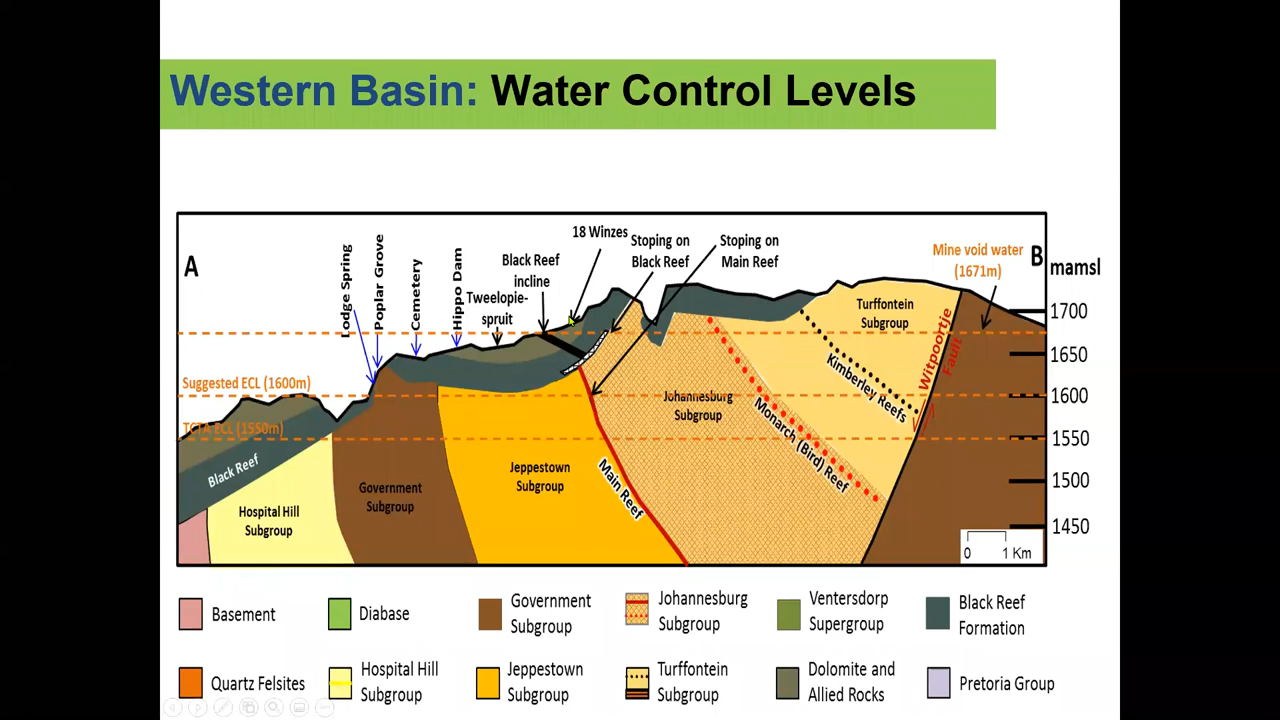 Western Basin: Water Control Levels
A
Lodge Spring
Poplar Grove
Cemetery
Hippo Dam
Tweelopie-
spruit
Black Reef
incline
18 Winzes
Stoping on
Black Reef
Stoping on
Main Reef
Mine void water
(1671m)
B
mamsl
1700
1650
1600
1550
1500
1450
Suggested ECL (1600m)
TCTA ECL (1550m)
Black Reef
Hospital Hill
Subgroup
Government
Subgroup
Jeppestown
Subgroup
Main Reef
Johannesburg
Subgroup
Monarch (Bird) Reef
Kimberley Reefs
Turffontein
Subgroup
Witpoortje
Fault
0 1 Km
Basement
Diabase
Government
Subgroup
Johannesburg
Subgroup
Ventersdorp
Supergroup
Black Reef
Formation
Quartz Felsites
Hospital Hill
Subgroup
Jeppestown
Subgroup
Turffontein
Subgroup
Dolomite and
Allied Rocks
Pretoria Group